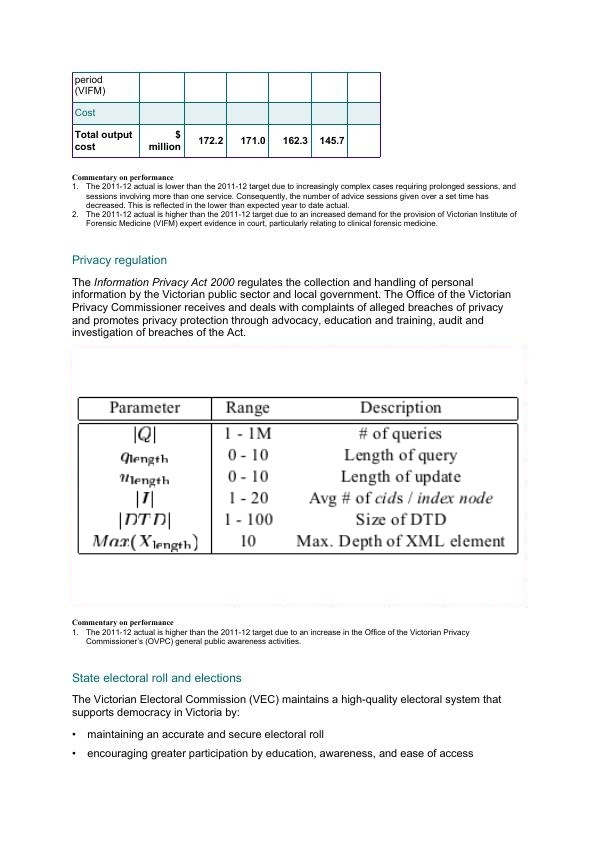 period
(VIFM)
Cost
Total output $ 172.2 171.0 162.3 145.7
cost million
Commentary on performance
1. The 2011-12 actual is lower than the 2011-12 target due to increasingly complex cases requiring prolonged sessions, and
sessions involving more than one service. Consequently, the number of advice sessions given over a set time has
decreased. This is reflected in the lower than expected year to date actual.
2. The 2011-12 actual is higher than the 2011-12 target due to an increased demand for the provision of Victorian Institute of
Forensic Medicine (VIFM) expert evidence in court, particularly relating to clinical forensic medicine.
Privacy regulation
The Information Privacy Act 2000 regulates the collection and handling of personal
information by the Victorian public sector and local government. The Office of the Victorian
Privacy Commissioner receives and deals with complaints of alleged breaches of privacy
and promotes privacy protection through advocacy, education and training, audit and
investigation of breaches of the Act.
Parameter Range Description
|Q| 1 - 1M # of queries
qlength 0 - 10 Length of query
ulength 0 - 10 Length of update
|I| 1 - 20 Avg # of cids / index node
|DTD| 1 - 100 Size of DTD
Max(Xlength) 10 Max. Depth of XML element
Commentary on performance
1. The 2011-12 actual is higher than the 2011-12 target due to an increase in the Office of the Victorian Privacy
Commissioner's (OVPC) general public awareness activities.
State electoral roll and elections
The Victorian Electoral Commission (VEC) maintains a high-quality electoral system that
supports democracy in Victoria by:
• maintaining an accurate and secure electoral roll
• encouraging greater participation by education, awareness, and ease of access